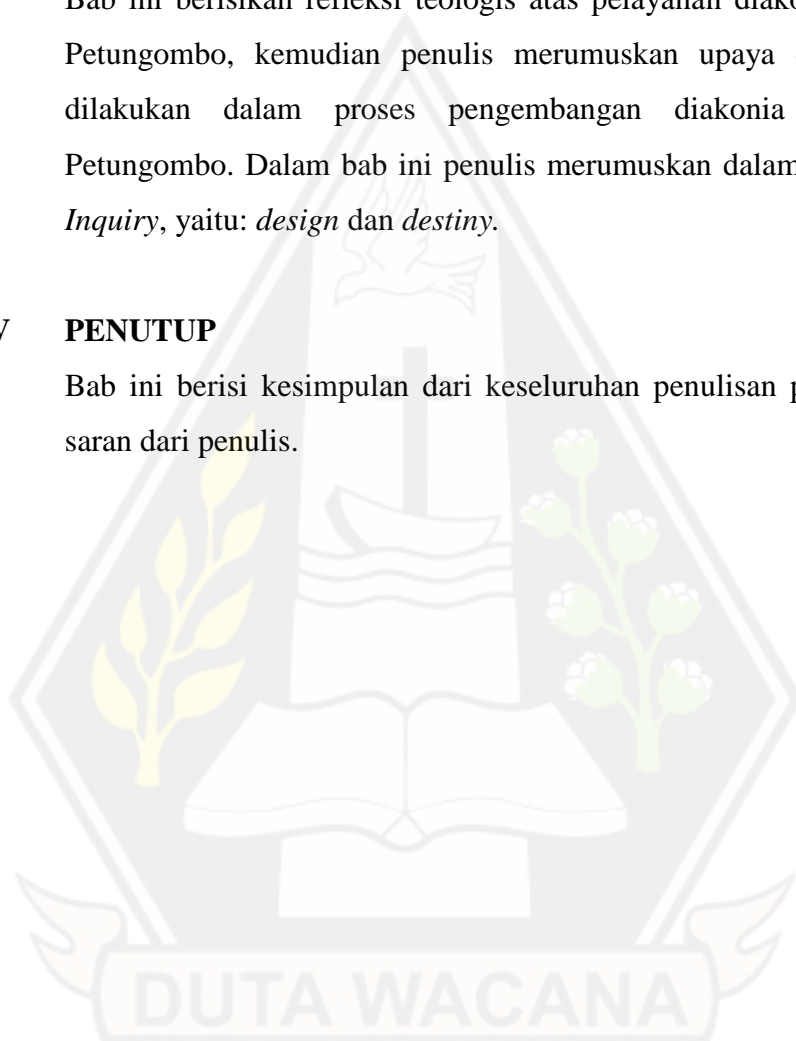 Bab ini berisikan refleksi teologis atas pelayanan
Petungombo, kemudian penulis merumuskan upaya
dilakukan dalam proses pengembangan diakonia
Petungombo. Dalam bab ini penulis merumuskan dalam
Inquiry, yaitu: design dan destiny.
PENUTUP
Bab ini berisi kesimpulan dari keseluruhan penulisan
saran dari penulis.
DUTA WACANA